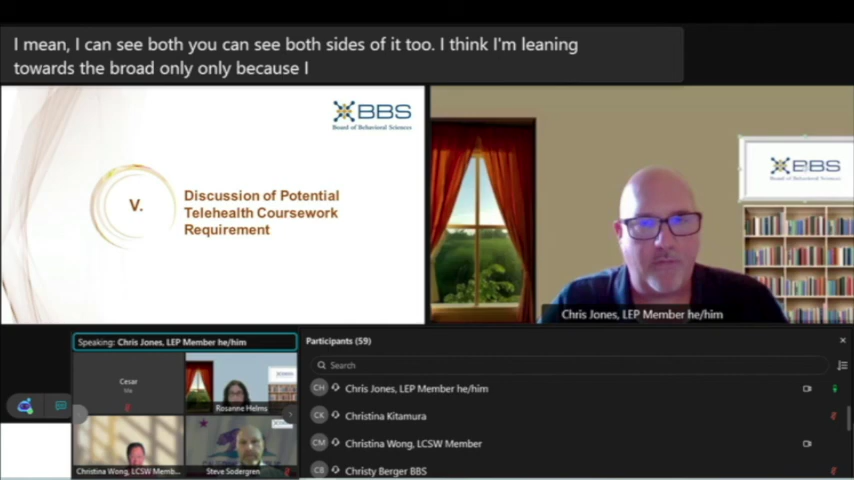 I mean, I can see both you can see both sides of it too. I think I'm leaning
towards the broad only only because I
BBS
Board of Behavioral Sciences
V.
Discussion of Potential
Telehealth Coursework
Requirement
BBS
Board of Behavioral Sciences
Chris Jones, LEP Member he/him
Speaking: Chris Jones, LEP Member he/him
Cesar
Rosanne Helms
Christina Wong, LCSW Memb...
Steve Sodergren
Participants (59)
Search
CH
Chris Jones, LEP Member he/him
CK
Christina Kitamura
CM
Christina Wong, LCSW Member
CB
Christy Berger BBS